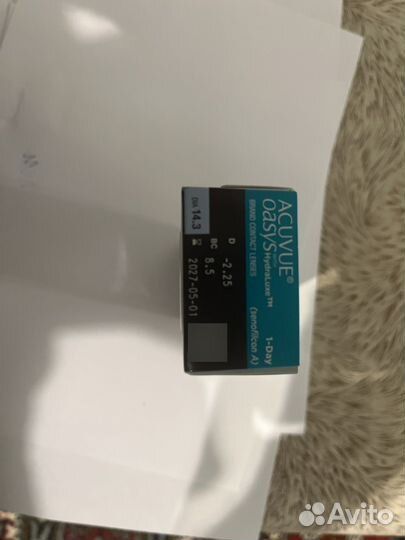 ACUVUE®
oasys HydraLuxe™
BRAND CONTACT LENSES
1-Day
(senofilcon A)
D -2.25
BC 8.5
DIA 14.3
2027-05-01
Avito